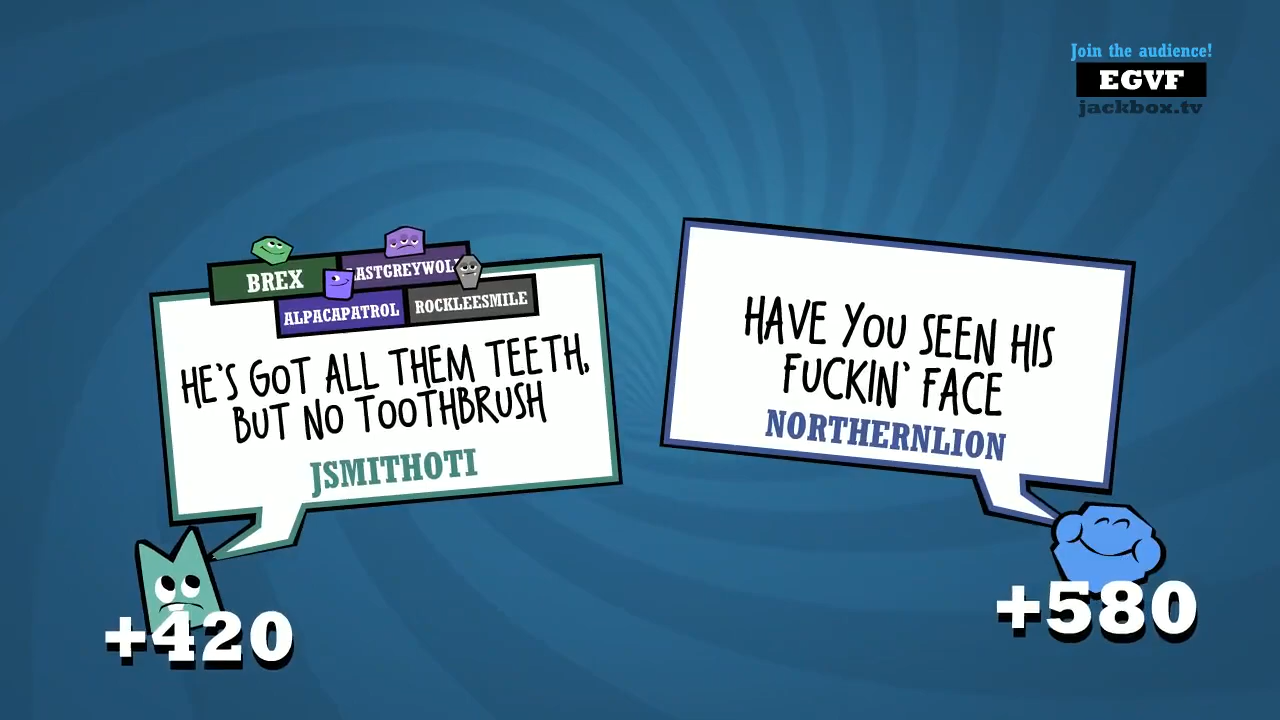 Join the audience!
EGVF
jackbox.tv
BREX
ASTGREYWOL
ALPACAPATROL
ROCKLEESMILE
HE'S GOT ALL THEM TEETH,
BUT NO TOOTHBRUSH
JSMITHOTI
HAVE YOU SEEN HIS
FUCKIN' FACE
NORTHERNLION
+420
+580